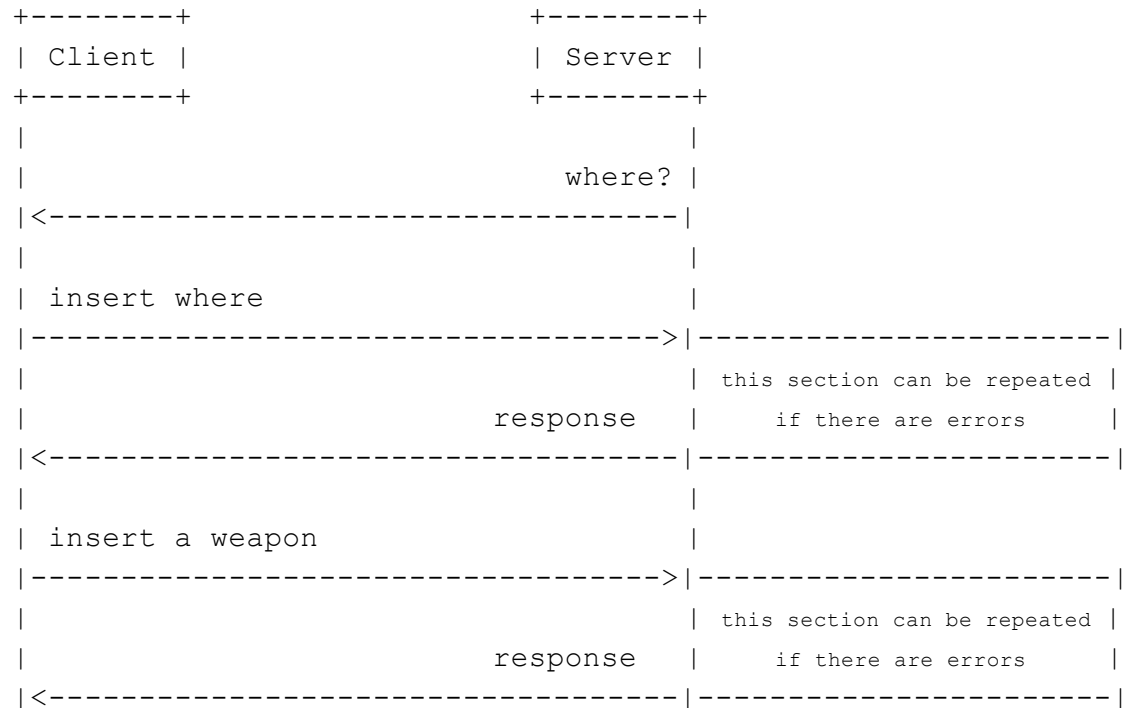 +--------+ +--------+
| Client | | Server |
+--------+ +--------+
| |
| where? |
|<-----------------------------------|
| |
| insert where |
|----------------------------------->|-----------------------|
| | this section can be repeated |
| response | if there are errors |
|<-----------------------------------|-----------------------|
| |
| insert a weapon |
|----------------------------------->|-----------------------|
| | this section can be repeated |
| response | if there are errors |
|<-----------------------------------|-----------------------|